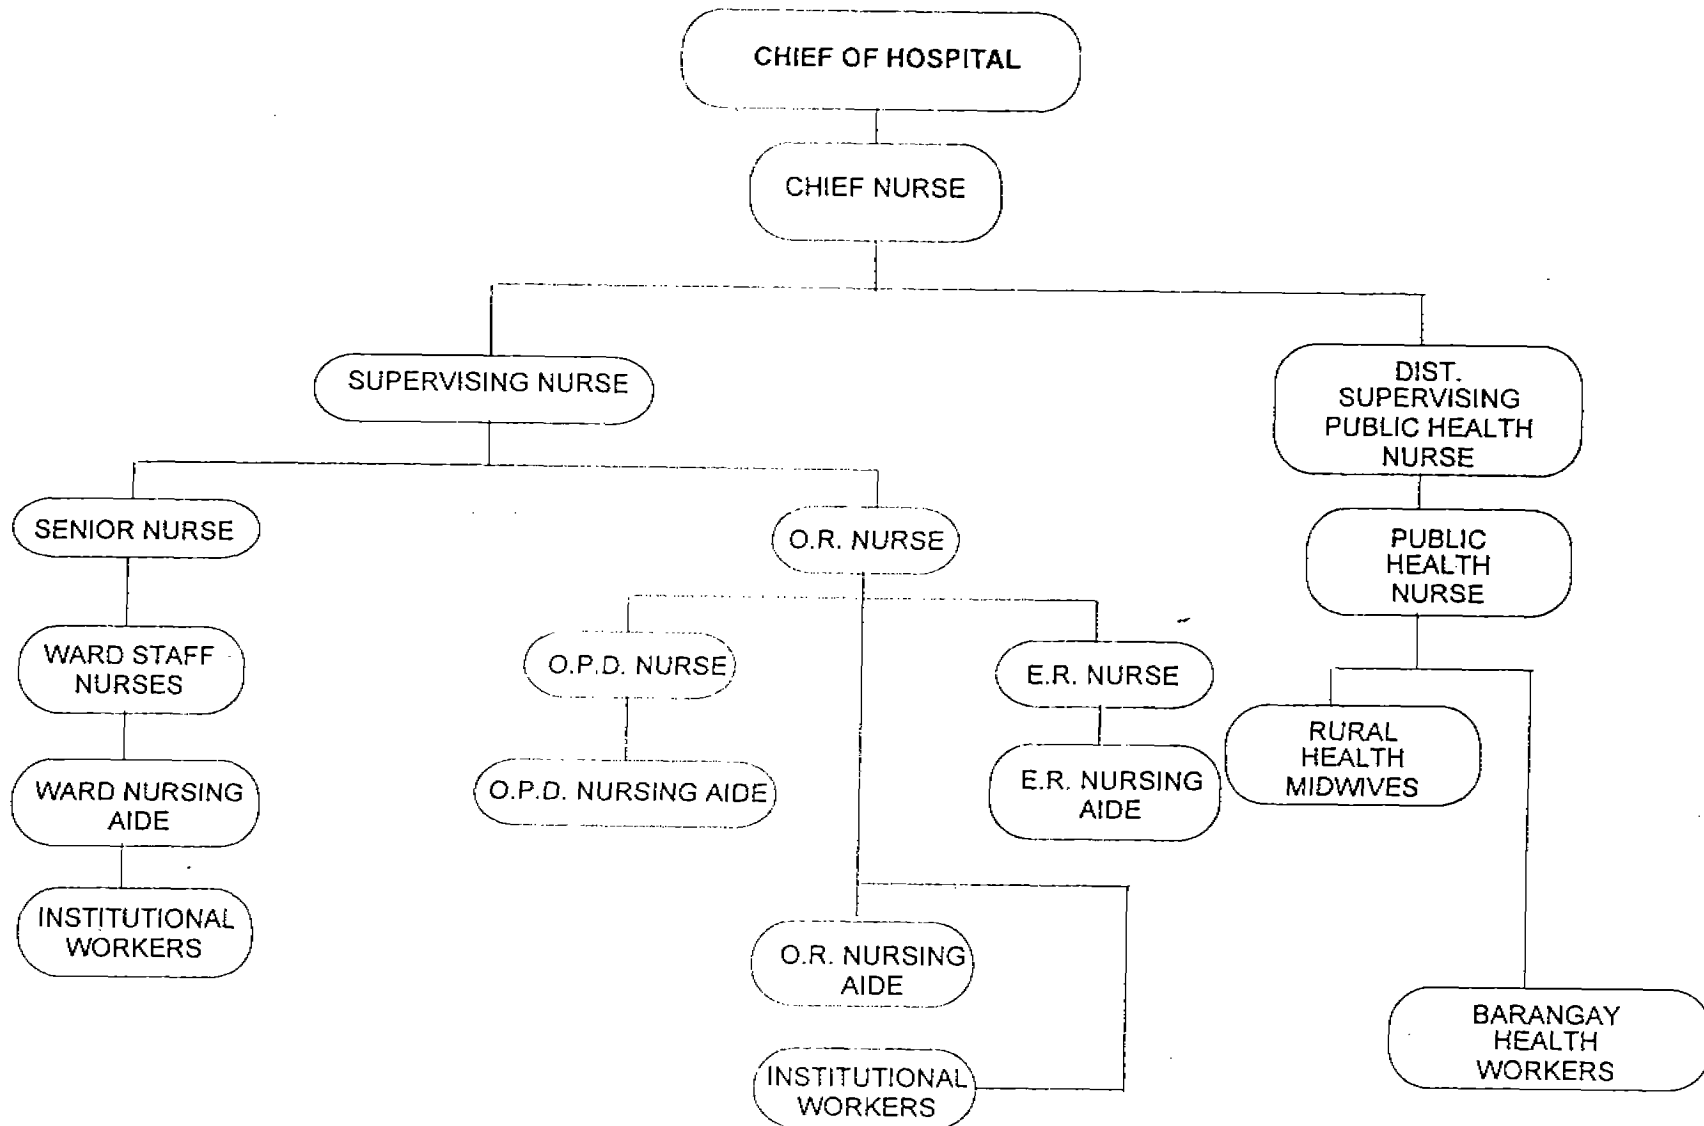 CHIEF OF HOSPITAL
CHIEF NURSE
SUPERVISING NURSE
DIST.
SUPERVISING
PUBLIC HEALTH
NURSE
SENIOR NURSE
O.R. NURSE
PUBLIC
HEALTH
NURSE
WARD STAFF
NURSES
O.P.D. NURSE
E.R. NURSE
RURAL
HEALTH
MIDWIVES
WARD NURSING
AIDE
O.P.D. NURSING AIDE
E.R. NURSING
AIDE
INSTITUTIONAL
WORKERS
O.R. NURSING
AIDE
BARANGAY
HEALTH
WORKERS
INSTITUTIONAL
WORKERS